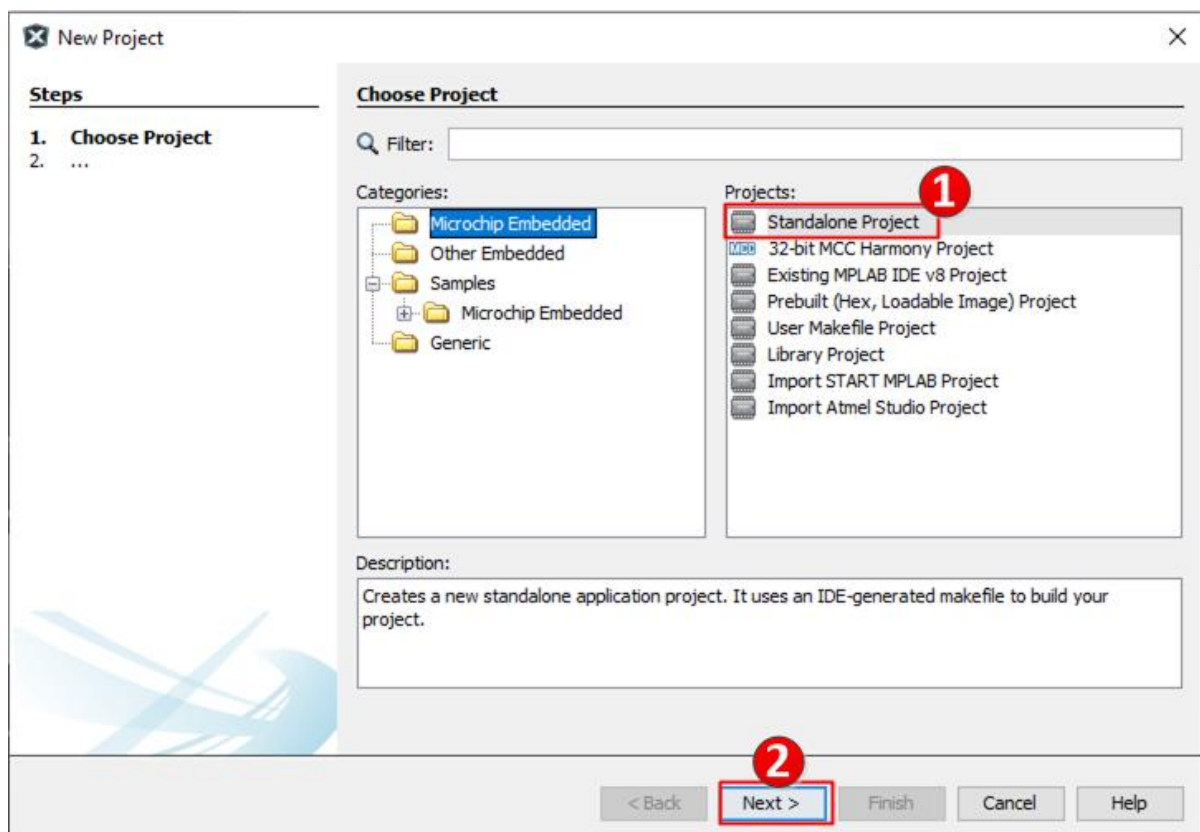 New Project
Steps
1. Choose Project
2. ...
Choose Project
Filter:
Categories:
Microchip Embedded
Other Embedded
Samples
Microchip Embedded
Generic
Projects:
1
Standalone Project
32-bit MCC Harmony Project
Existing MPLAB IDE v8 Project
Prebuilt (Hex, Loadable Image) Project
User Makefile Project
Library Project
Import START MPLAB Project
Import Atmel Studio Project
Description:
Creates a new standalone application project. It uses an IDE-generated makefile to build your
project.
2
< Back Next > Finish Cancel Help